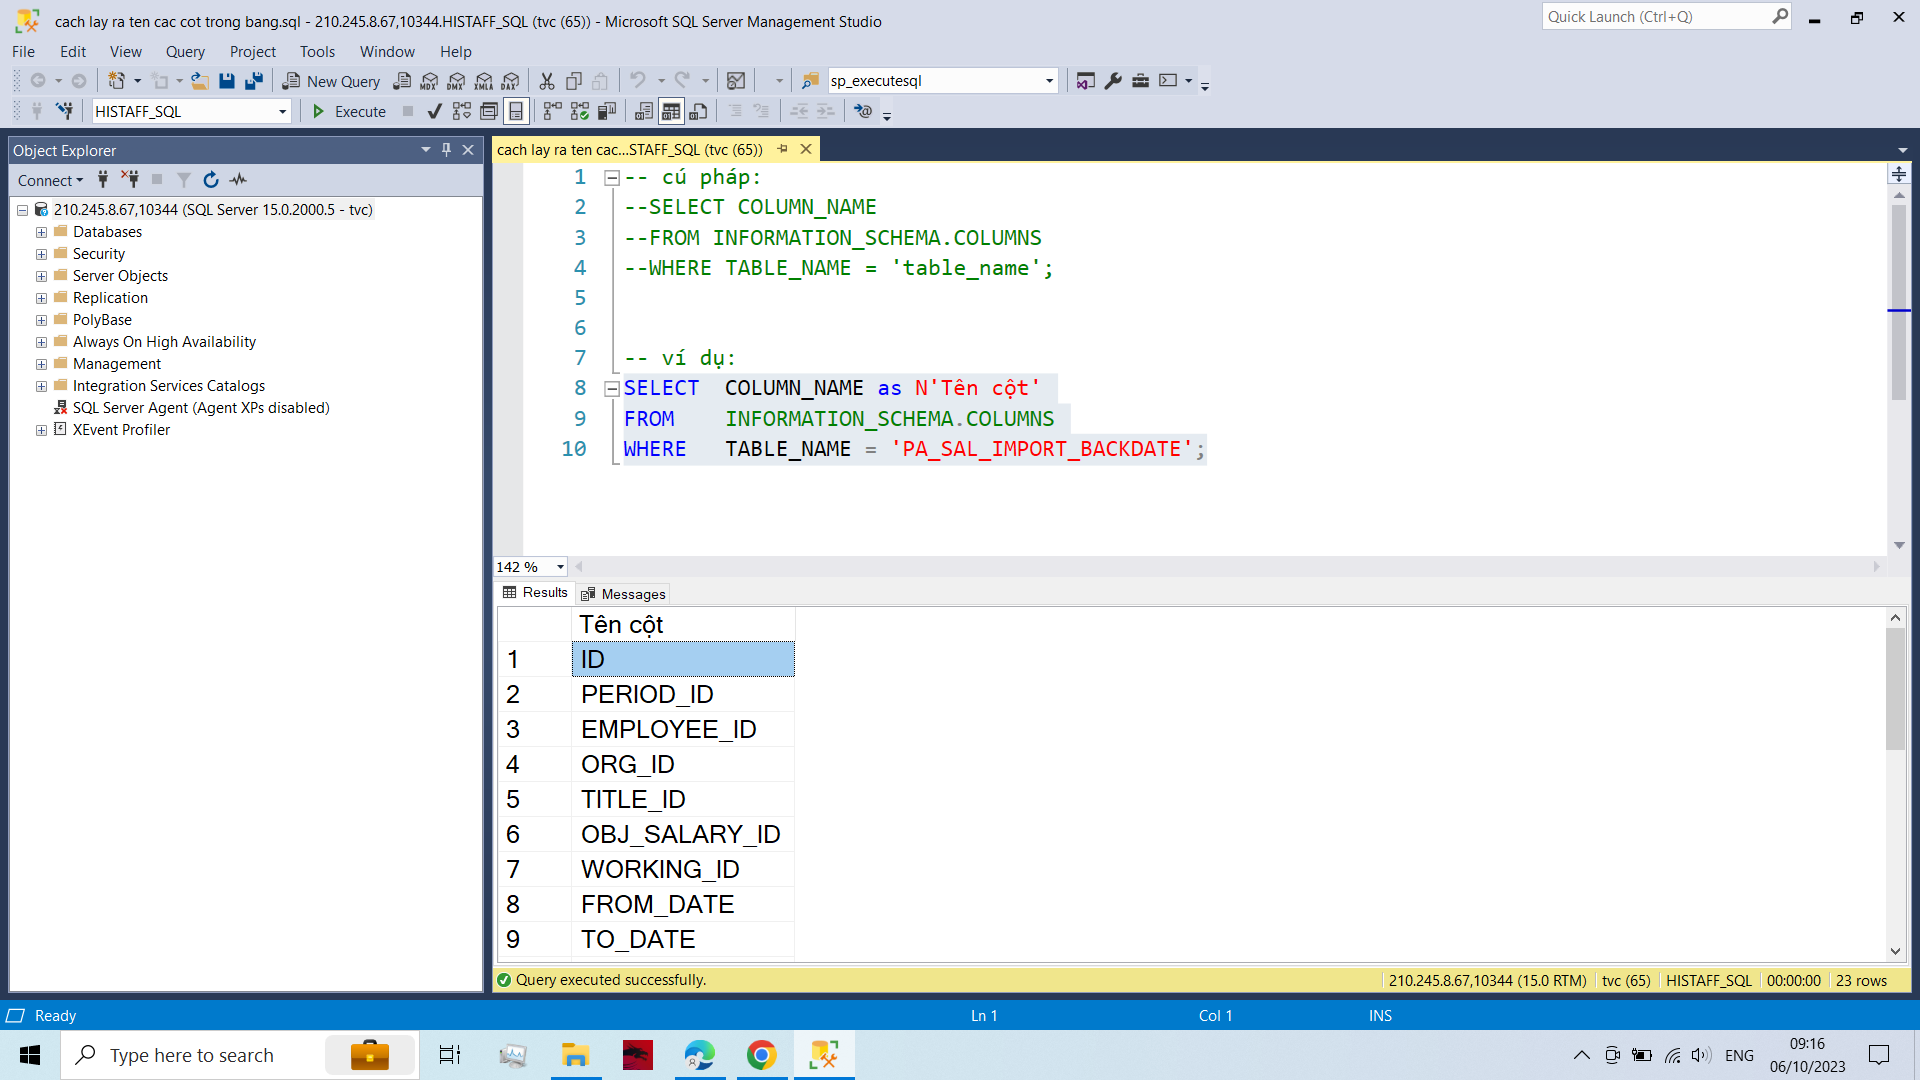 cach lay ra ten cac cot trong bang.sql - 210.245.8.67,10344.HISTAFF_SQL (tvc (65)) - Microsoft SQL Server Management Studio
Quick Launch (Ctrl+Q)
File Edit View Query Project Tools Window Help
New Query
MDX DMX XMLA DAX
sp_executesql
HISTAFF_SQL
Execute
Object Explorer
Connect
210.245.8.67,10344 (SQL Server 15.0.2000.5 - tvc)
Databases
Security
Server Objects
Replication
PolyBase
Always On High Availability
Management
Integration Services Catalogs
SQL Server Agent (Agent XPs disabled)
XEvent Profiler
cach lay ra ten cac...STAFF_SQL (tvc (65))
1 -- cú pháp:
2 --SELECT COLUMN_NAME
3 --FROM INFORMATION_SCHEMA.COLUMNS
4 --WHERE TABLE_NAME = 'table_name';
5
6
7 -- ví dụ:
8 SELECT COLUMN_NAME as N'Tên cột'
9 FROM INFORMATION_SCHEMA.COLUMNS
10 WHERE TABLE_NAME = 'PA_SAL_IMPORT_BACKDATE';
142 %
Results Messages
Tên cột
1 ID
2 PERIOD_ID
3 EMPLOYEE_ID
4 ORG_ID
5 TITLE_ID
6 OBJ_SALARY_ID
7 WORKING_ID
8 FROM_DATE
9 TO_DATE
Query executed successfully.
210.245.8.67,10344 (15.0 RTM) tvc (65) HISTAFF_SQL 00:00:00 23 rows
Ready Ln 1 Col 1 INS
Type here to search
ENG
09:16
06/10/2023